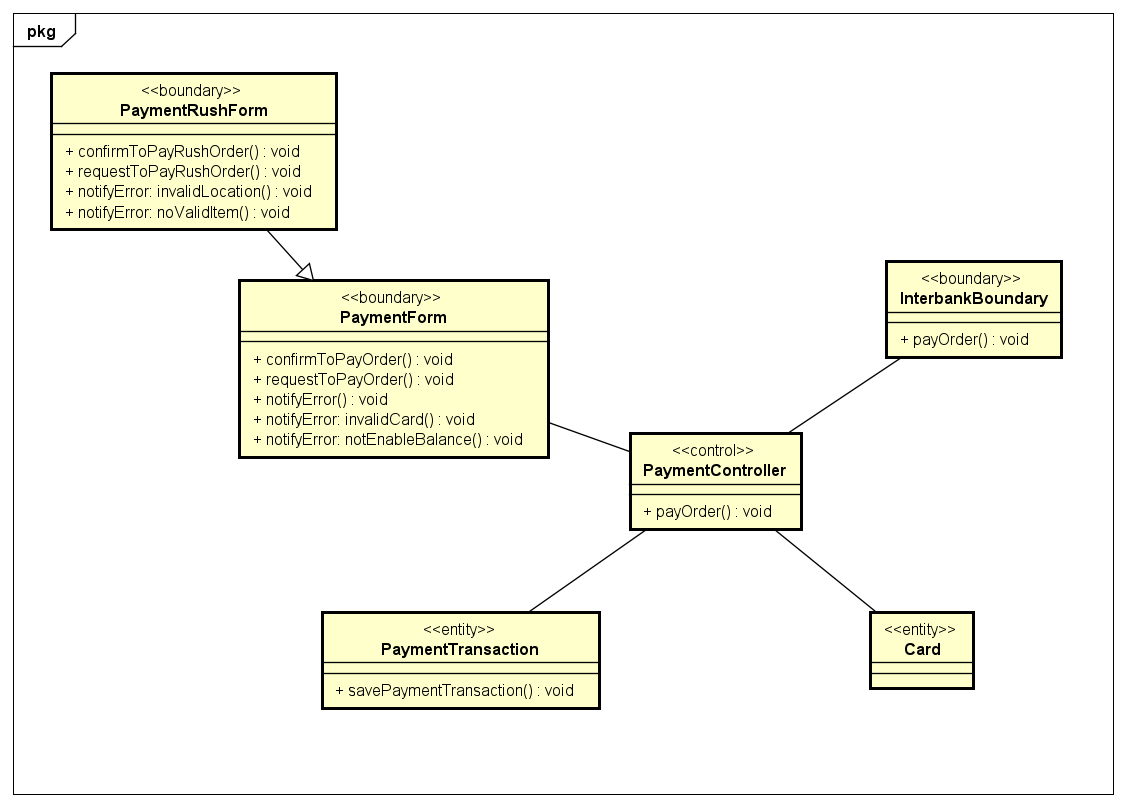 pkg
<<boundary>>
PaymentRushForm
+ confirmToPayRushOrder() : void
+ requestToPayRushOrder() : void
+ notifyError: invalidLocation() : void
+ notifyError: noValidItem() : void
<<boundary>>
PaymentForm
+ confirmToPayOrder() : void
+ requestToPayOrder() : void
+ notifyError() : void
+ notifyError: invalidCard() : void
+ notifyError: notEnableBalance() : void
<<boundary>>
InterbankBoundary
+ payOrder() : void
<<control>>
PaymentController
+ payOrder() : void
<<entity>>
PaymentTransaction
+ savePaymentTransaction() : void
<<entity>>
Card